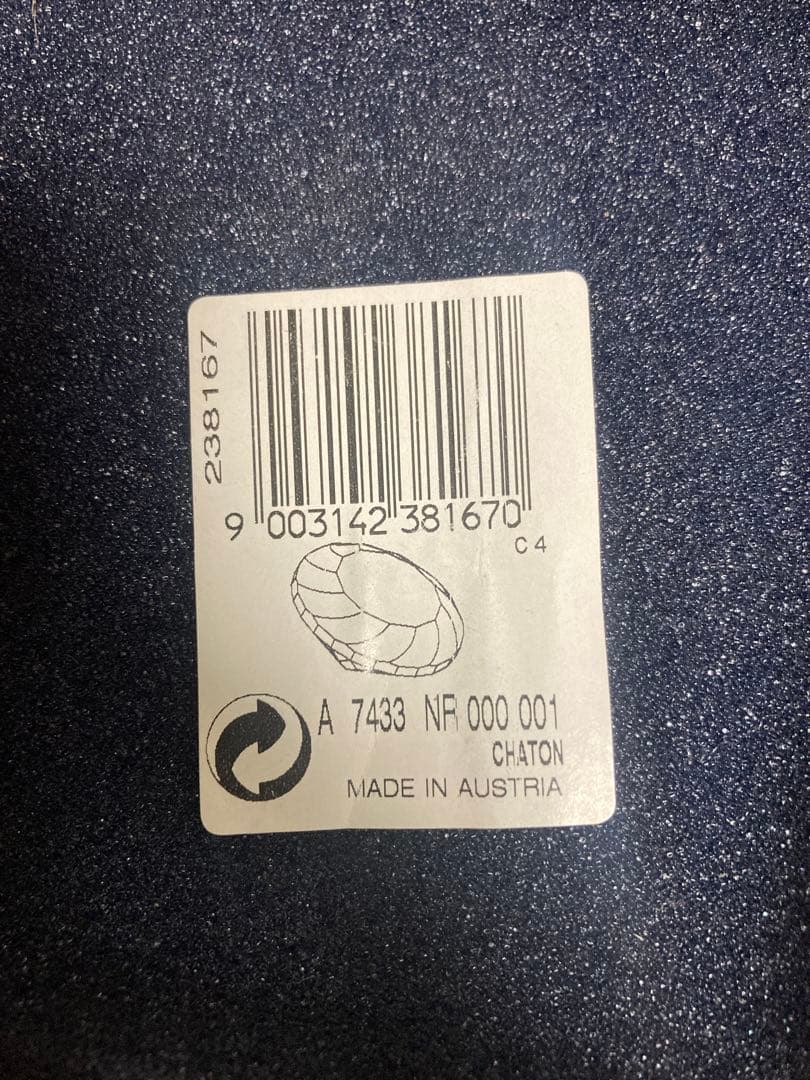 238167
9 003142 381670
C4
A 7433 NR 000 001
CHATON
MADE IN AUSTRIA